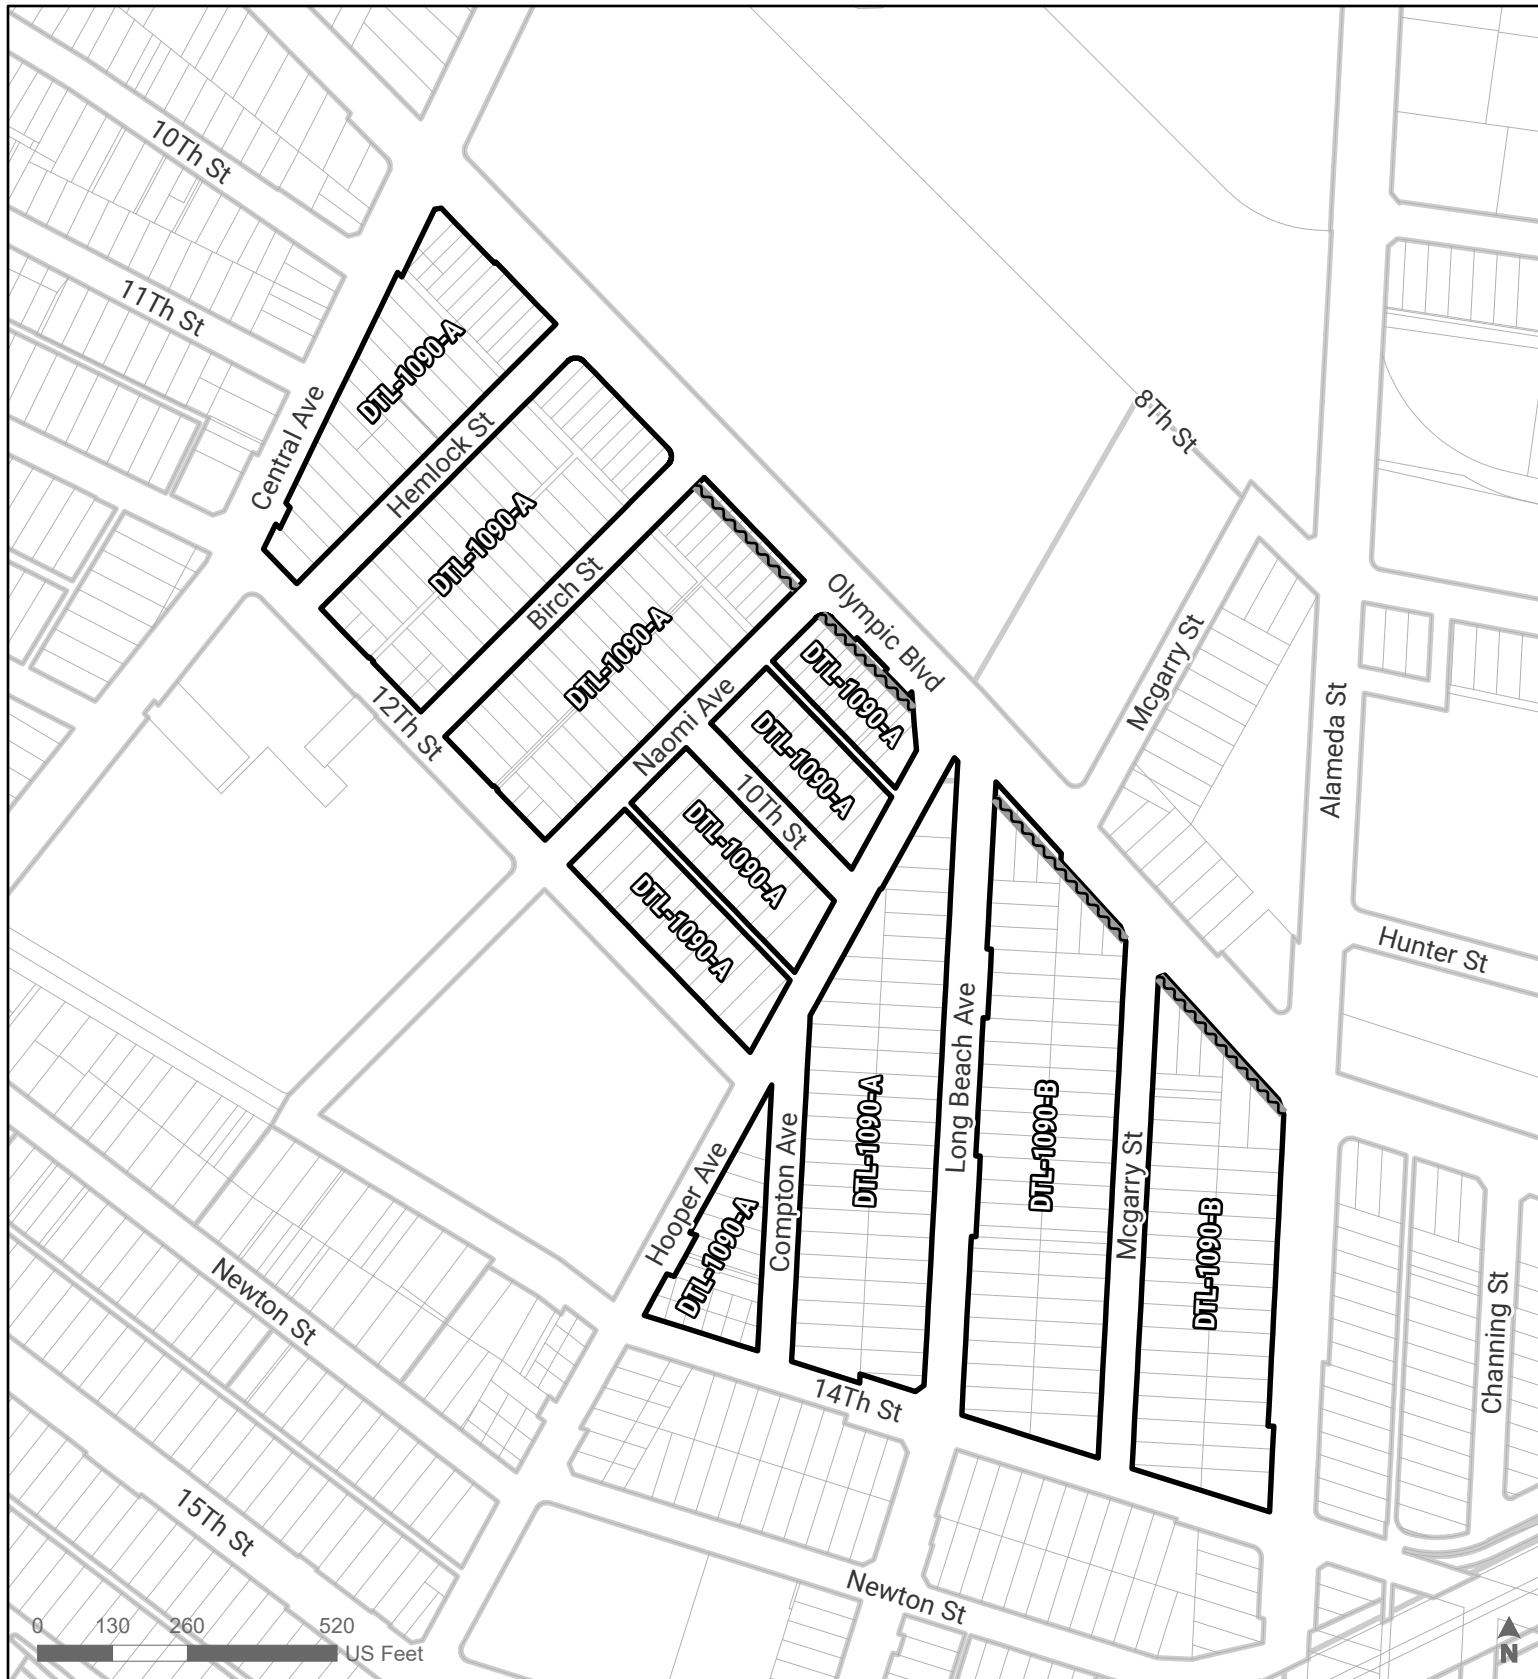 10Th St
11Th St
Central Ave
DTL-1090-A
Hemlock St
DTL-1090-A
Birch St
DTL-1090-A
12Th St
Naomi Ave
Olympic Blvd
DTL-1090-A
DTL-1090-A
10Th St
DTL-1090-A
DTL-1090-A
8Th St
Mcgarry St
Alameda St
Hunter St
Long Beach Ave
DTL-1090-A
DTL-1090-B
Mcgarry St
DTL-1090-B
Compton Ave
Hooper Ave
DTL-1090-A
14Th St
Channing St
Newton St
15Th St
Newton St
0 130 260 520
US Feet
N